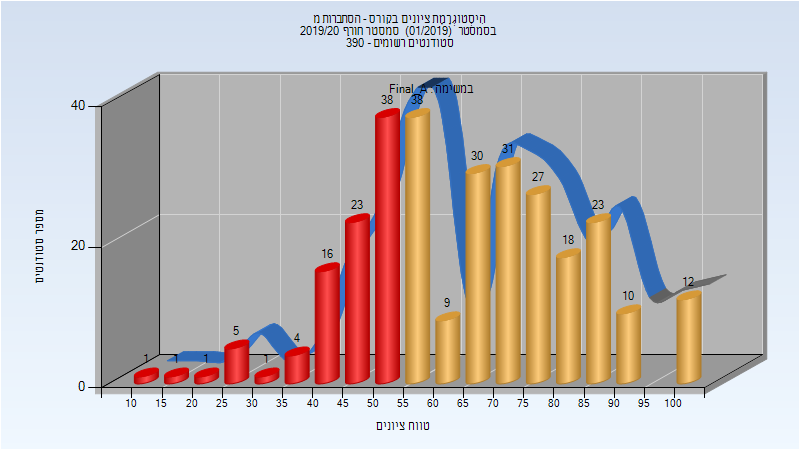 היסטוגרמת ציונים בקורס - הסתברות מ
בסמסטר (01/2019) סמסטר חורף 2019/20
סטודנטים רשומים - 390
במשימה: Final_A
מספר סטודנטים
40
20
0
1 1 1 5 1 4 16 23 38 38 9 30 31 27 18 23 10 12
10 15 20 25 30 35 40 45 50 55 60 65 70 75 80 85 90 95 100
טווח ציונים